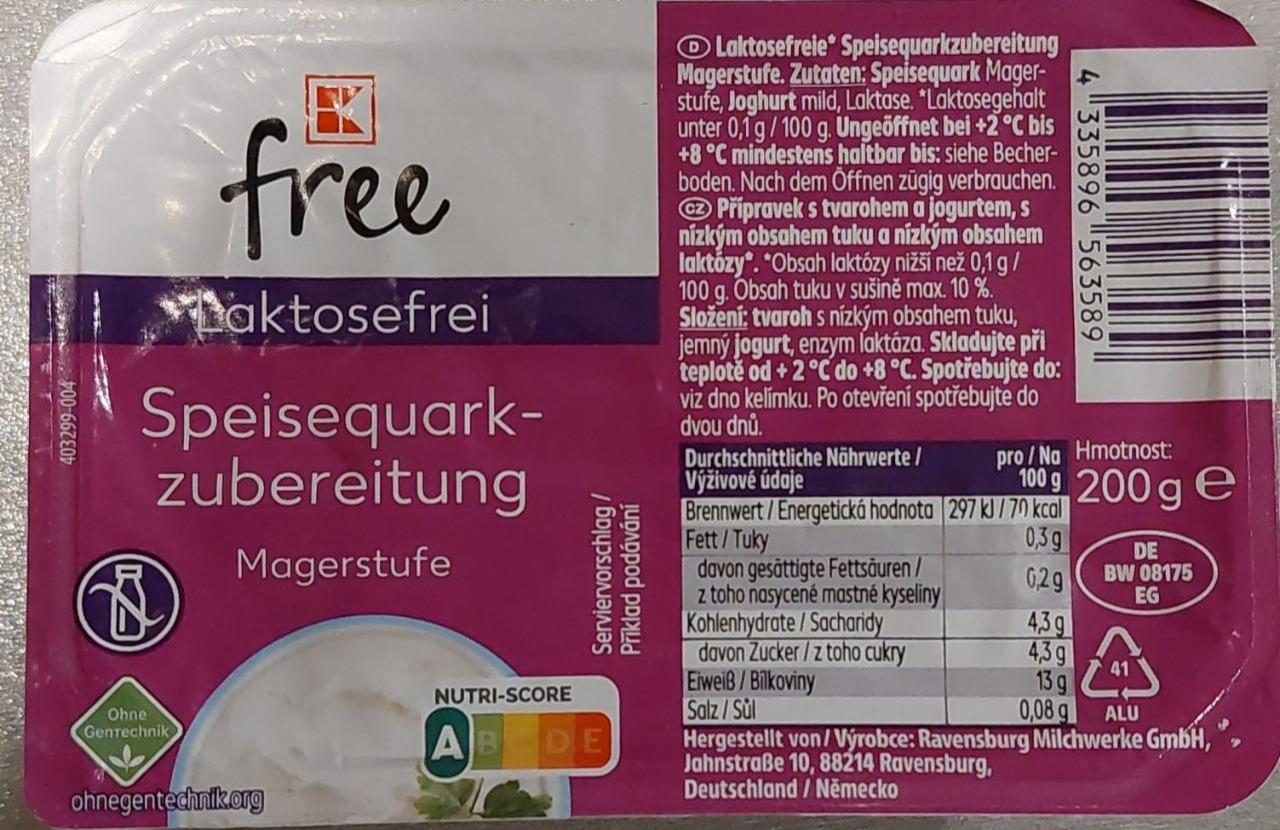 K
free
Laktosefrei
Speisequark-
zubereitung
Magerstufe
403299-004
Serviervorschlag /
Příklad podávání
Ohne
Gentechnik
ohnegentechnik.org
NUTRI-SCORE
A B D E
D Laktosefreie* Speisequarkzubereitung
Magerstufe. Zutaten: Speisequark Mager-
stufe, Joghurt mild, Laktase. *Laktosegehalt
unter 0,1 g / 100 g. Ungeöffnet bei +2 °C bis
+8 °C mindestens haltbar bis: siehe Becher-
boden. Nach dem Öffnen zügig verbrauchen.
CZ Přípravek s tvarohem a jogurtem, s
nízkým obsahem tuku a nízkým obsahem
laktózy*. *Obsah laktózy nižší než 0,1 g /
100 g. Obsah tuku v sušině max. 10 %.
Složení: tvaroh s nízkým obsahem tuku,
jemný jogurt, enzym laktáza. Skladujte při
teplotě od + 2 °C do +8 °C. Spotřebujte do:
viz dno kelímku. Po otevření spotřebujte do
dvou dnů.
Durchschnittliche Nährwerte / pro / Na
Výživové údaje 100 g
Brennwert / Energetická hodnota 297 kJ / 70 kcal
Fett / Tuky 0,3 g
davon gesättigte Fettsäuren /
z toho nasycené mastné kyseliny 0,2 g
Kohlenhydrate / Sacharidy 4,3 g
davon Zucker / z toho cukry 4,3 g
Eiweiß / Bílkoviny 13 g
Salz / Sůl 0,08 g
Hergestellt von / Výrobce: Ravensburg Milchwerke GmbH,
Jahnstraße 10, 88214 Ravensburg,
Deutschland / Německo
4 335896 563589
Hmotnost:
200 g e
DE
BW 08175
EG
41
ALU